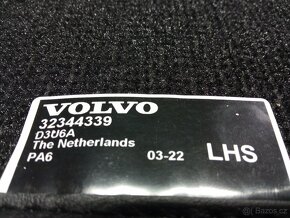 VOLVO
32344339
D3U6A
The Netherlands
PA6 03-22 LHS